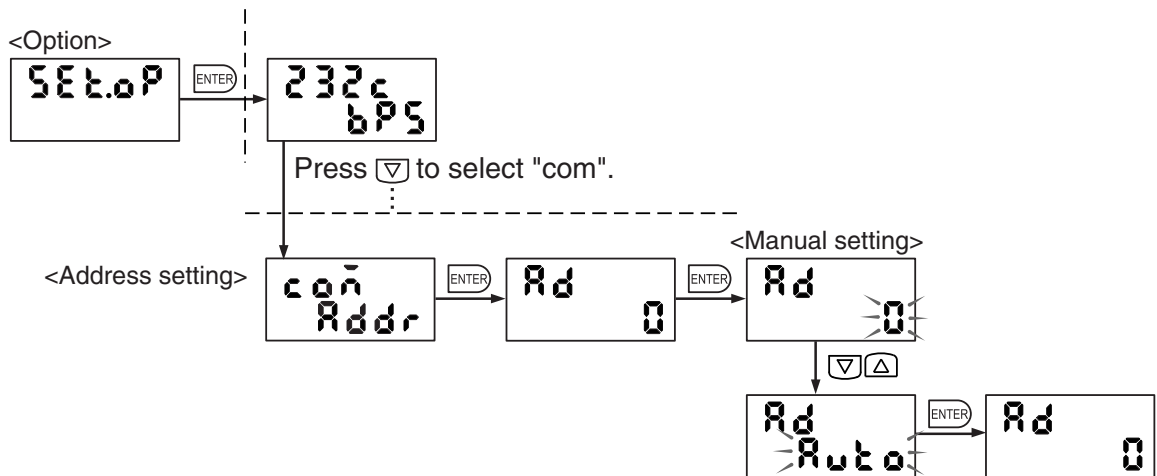 <Option>
SEt.oP
ENTER
232c
bPS
Press ▽ to select "com".
<Address setting>
com
Addr
ENTER
Ad
0
ENTER
<Manual setting>
Ad
0
▽ △
Ad
Auto
ENTER
Ad
0